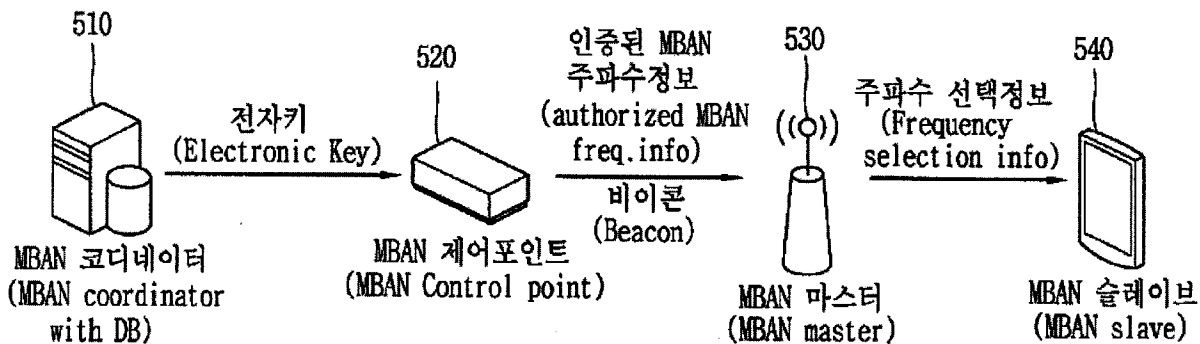 510
520
인증된 MBAN
주파수정보
(authorized MBAN
freq.info)
530
540
전자키
(Electronic Key)
비이콘
(Beacon)
주파수 선택정보
(Frequency
selection info)
MBAN 코디네이터
(MBAN coordinator
with DB)
MBAN 제어포인트
(MBAN Control point)
MBAN 마스터
(MBAN master)
MBAN 슬레이브
(MBAN slave)